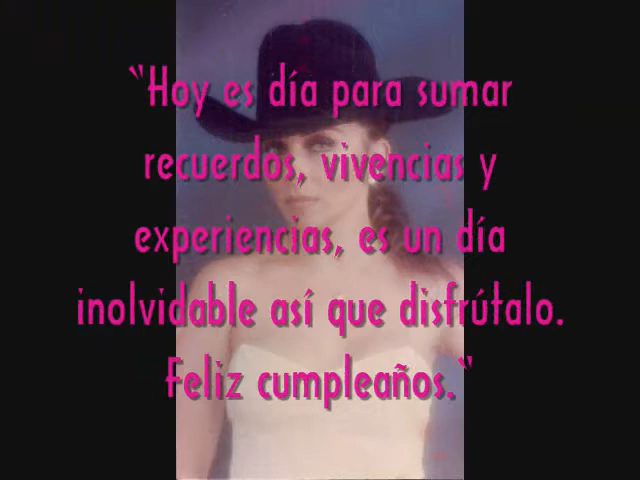 “Hoy es día para sumar
recuerdos, vivencias y
experiencias, es un día
inolvidable así que disfrútalo.
Feliz cumpleaños.“